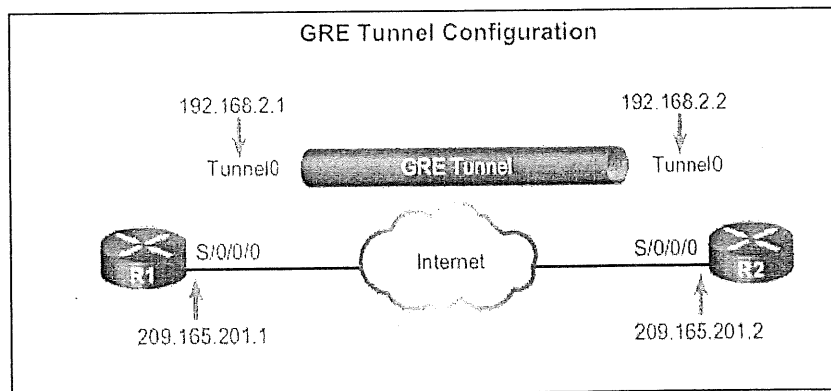 GRE Tunnel Configuration
192.168.2.1
192.168.2.2
Tunnel0
GRE Tunnel
Tunnel0
S/0/0/0
Internet
S/0/0/0
R1
R2
209.165.201.1
209.165.201.2